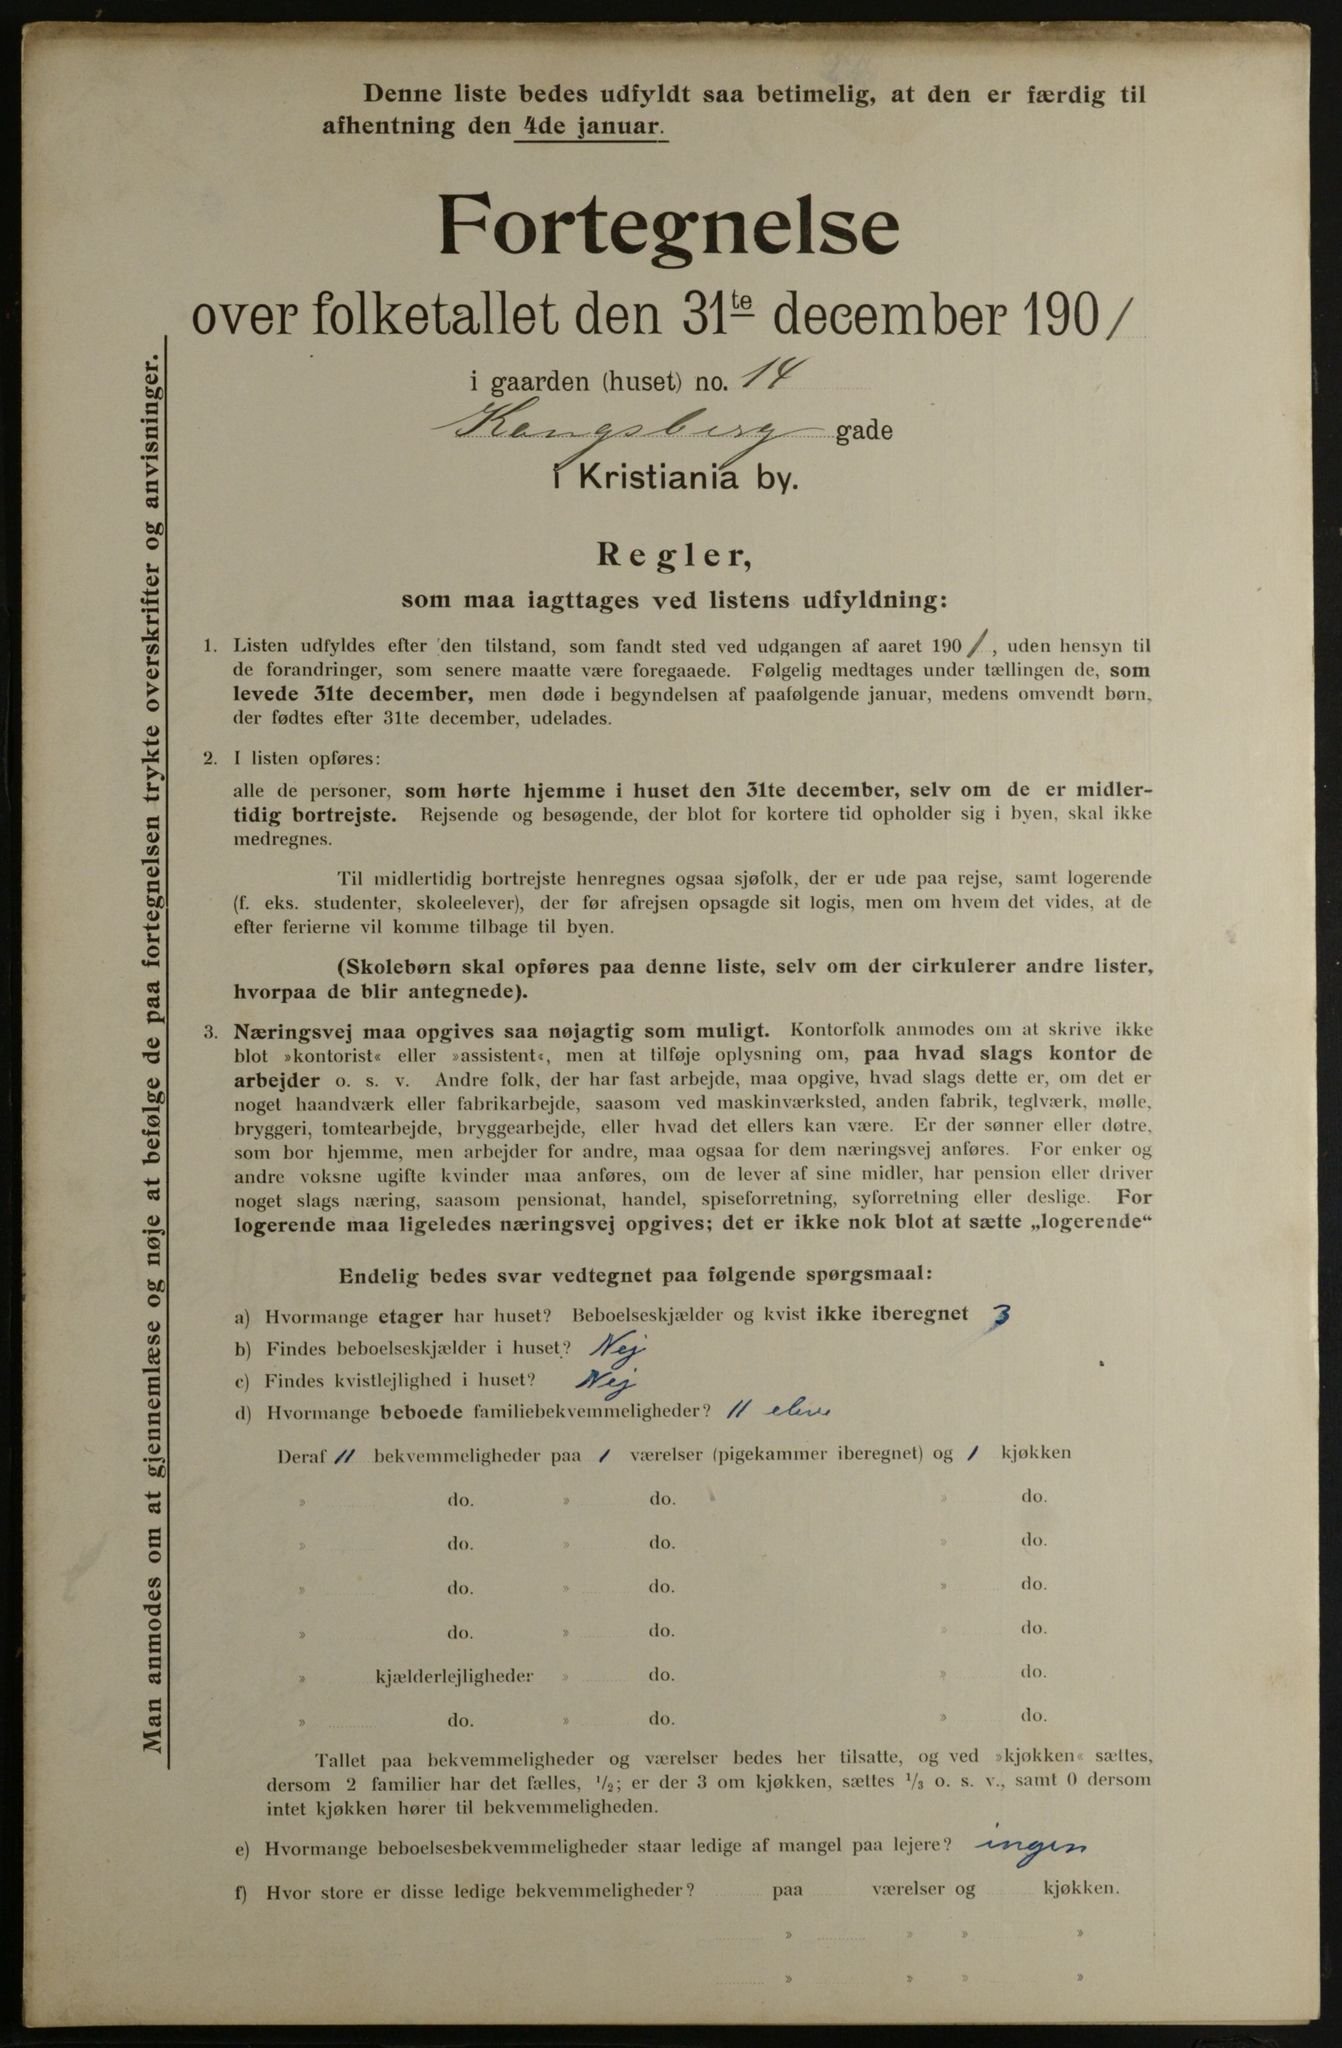 Denne liste bedes udfyldt saa betimelig, at den er færdig til
afhentning den 4de januar.
Fortegnelse
over folketallet den 31te december 1901
i gaarden (huset) no. 14
Kongsberg gade
i Kristiania by.
Man anmodes om at gjennemlæse og nøje at befølge de paa fortegnelsen trykte overskrifter og anvisninger.
Regler,
som maa iagttages ved listens udfyldning:
1. Listen udfyldes efter den tilstand, som fandt sted ved udgangen af aaret 1901, uden hensyn til
de forandringer, som senere maatte være foregaaede. Følgelig medtages under tællingen de, som
levede 31te december, men døde i begyndelsen af paafølgende januar, medens omvendt børn,
der fødtes efter 31te december, udelades.
2. I listen opføres:
alle de personer, som hørte hjemme i huset den 31te december, selv om de er midler-
tidig bortrejste. Rejsende og besøgende, der blot for kortere tid opholder sig i byen, skal ikke
medregnes.
Til midlertidig bortrejste henregnes ogsaa sjøfolk, der er ude paa rejse, samt logerende
(f. eks. studenter, skoleelever), der før afrejsen opsagde sit logis, men om hvem det vides, at de
efter ferierne vil komme tilbage til byen.
(Skolebørn skal opføres paa denne liste, selv om der cirkulerer andre lister,
hvorpaa de blir antegnede).
3. Næringsvej maa opgives saa nøjagtig som muligt. Kontorfolk anmodes om at skrive ikke
blot »kontorist« eller »assistent«, men at tilføje oplysning om, paa hvad slags kontor de
arbejder o. s. v. Andre folk, der har fast arbejde, maa opgive, hvad slags dette er, om det er
noget haandværk eller fabrikarbejde, saasom ved maskinværksted, anden fabrik, teglværk, mølle,
bryggeri, tomtearbejde, bryggearbejde, eller hvad det ellers kan være. Er der sønner eller døtre,
som bor hjemme, men arbejder for andre, maa ogsaa for dem næringsvej anføres. For enker og
andre voksne ugifte kvinder maa anføres, om de lever af sine midler, har pension eller driver
noget slags næring, saasom pensionat, handel, spiseforretning, syforretning eller deslige. For
logerende maa ligeledes næringsvej opgives; det er ikke nok blot at sætte „logerende“
Endelig bedes svar vedtegnet paa følgende spørgsmaal:
a) Hvormange etager har huset? Beboelseskjælder og kvist ikke iberegnet 3
b) Findes beboelseskjælder i huset? Nej
c) Findes kvistlejlighed i huset? Nej
d) Hvormange beboede familiebekvemmeligheder? 11 eleve
Deraf 11 bekvemmeligheder paa 1 værelser (pigekammer iberegnet) og 1 kjøkken
» do. » do. » do.
» do. » do. » do.
» do. » do. » do.
» do. » do. » do.
» kjælderlejligheder » do. » do.
» do. » do. » do.
Tallet paa bekvemmeligheder og værelser bedes her tilsatte, og ved »kjøkken« sættes,
dersom 2 familier har det fælles, 1/2; er der 3 om kjøkken, sættes 1/3 o. s. v., samt 0 dersom
intet kjøkken hører til bekvemmeligheden.
e) Hvormange beboelsesbekvemmeligheder staar ledige af mangel paa lejere? ingen
f) Hvor store er disse ledige bekvemmeligheder? paa værelser og kjøkken.
» » » »
» » » »